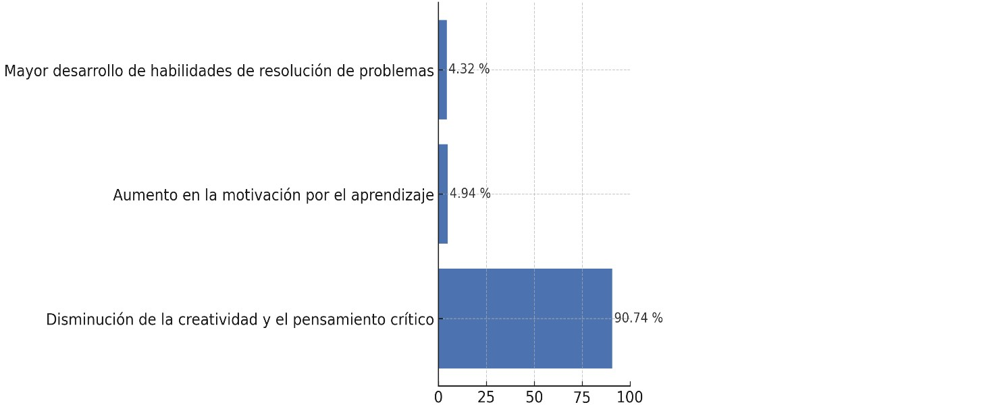 Mayor desarrollo de habilidades de resolución de problemas
4.32 %
Aumento en la motivación por el aprendizaje
4.94 %
Disminución de la creatividad y el pensamiento crítico
90.74 %
0 25 50 75 100